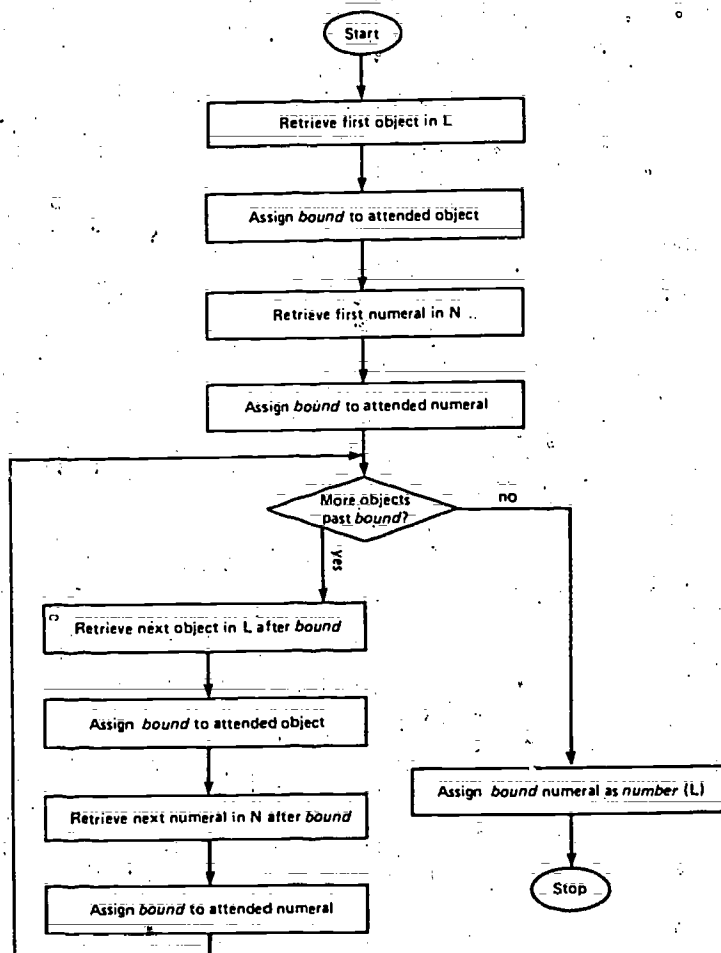 Start
Retrieve first object in L
Assign bound to attended object
Retrieve first numeral in N
Assign bound to attended numeral
More objects
past bound?
no
yes
Retrieve next object in L after bound
Assign bound to attended object
Retrieve next numeral in N after bound
Assign bound to attended numeral
Assign bound numeral as number (L)
Stop